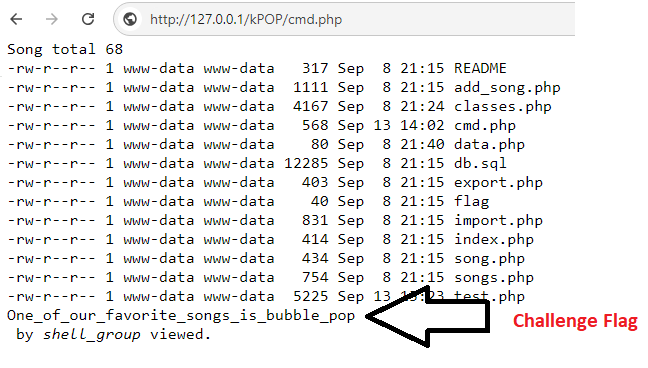 http://127.0.0.1/kPOP/cmd.php
Song total 68
-rw-r--r-- 1 www-data www-data 317 Sep 8 21:15 README
-rw-r--r-- 1 www-data www-data 1111 Sep 8 21:15 add_song.php
-rw-r--r-- 1 www-data www-data 4167 Sep 8 21:24 classes.php
-rw-r--r-- 1 www-data www-data 568 Sep 13 14:02 cmd.php
-rw-r--r-- 1 www-data www-data 80 Sep 8 21:40 data.php
-rw-r--r-- 1 www-data www-data 12285 Sep 8 21:15 db.sql
-rw-r--r-- 1 www-data www-data 403 Sep 8 21:15 export.php
-rw-r--r-- 1 www-data www-data 40 Sep 8 21:15 flag
-rw-r--r-- 1 www-data www-data 831 Sep 8 21:15 import.php
-rw-r--r-- 1 www-data www-data 414 Sep 8 21:15 index.php
-rw-r--r-- 1 www-data www-data 434 Sep 8 21:15 song.php
-rw-r--r-- 1 www-data www-data 754 Sep 8 21:15 songs.php
-rw-r--r-- 1 www-data www-data 5225 Sep 13 test.php
One_of_our_favorite_songs_is_bubble_pop
by shell_group viewed.
Challenge Flag